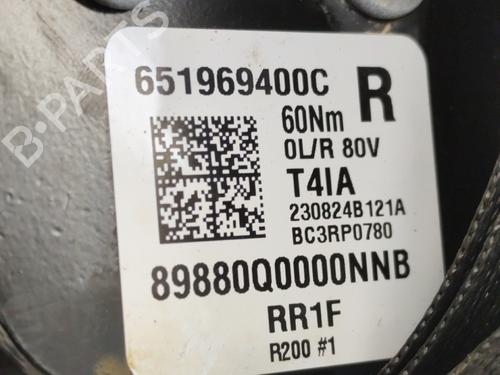 651969400C R
60Nm
0L/R 80V
T4IA
230824B121A
BC3RP0780
89880Q0000NNB
RR1F
R200 #1
B-PARTS